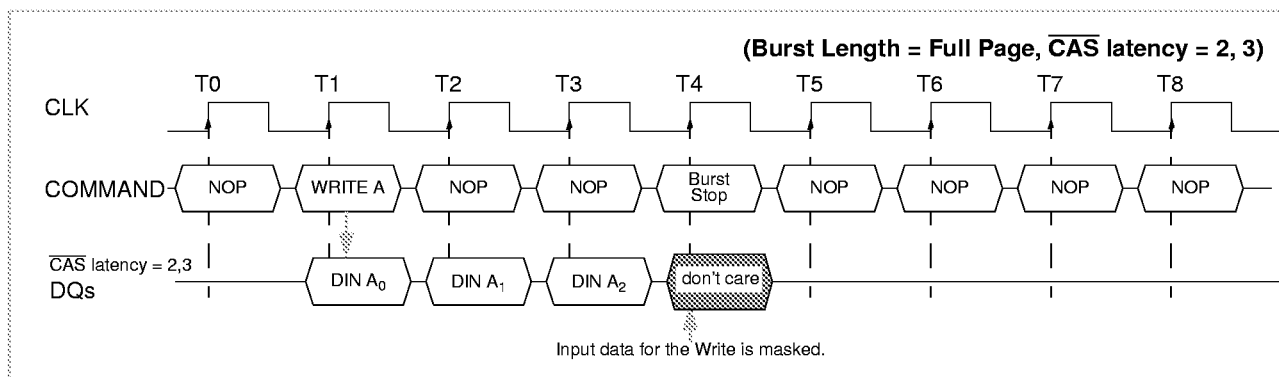 (Burst Length = Full Page, CAS latency = 2, 3)
T0 T1 T2 T3 T4 T5 T6 T7 T8
CLK
COMMAND NOP WRITE A NOP NOP Burst Stop NOP NOP NOP NOP
CAS latency = 2,3
DQs DIN A0 DIN A1 DIN A2 don't care
Input data for the Write is masked.